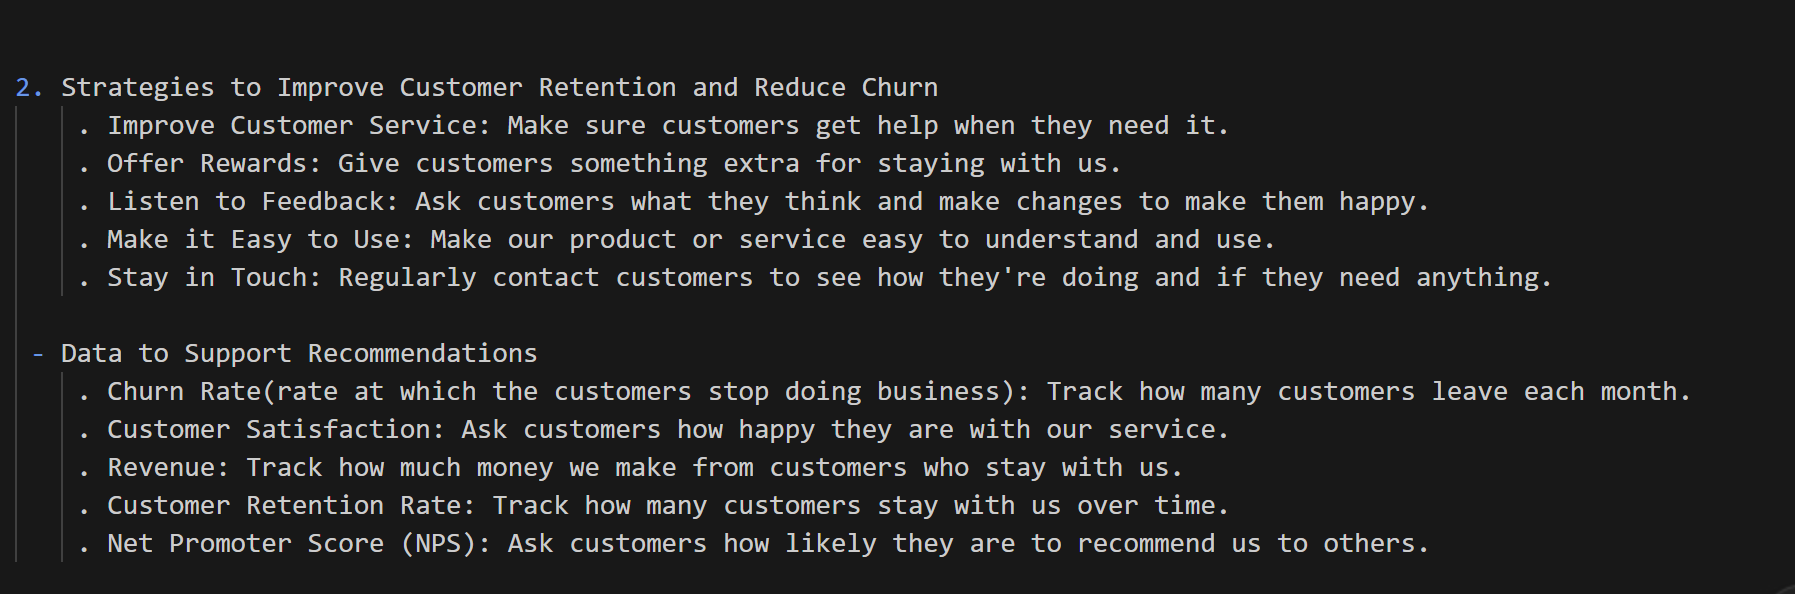 2. Strategies to Improve Customer Retention and Reduce Churn
. Improve Customer Service: Make sure customers get help when they need it.
. Offer Rewards: Give customers something extra for staying with us.
. Listen to Feedback: Ask customers what they think and make changes to make them happy.
. Make it Easy to Use: Make our product or service easy to understand and use.
. Stay in Touch: Regularly contact customers to see how they're doing and if they need anything.
- Data to Support Recommendations
. Churn Rate(rate at which the customers stop doing business): Track how many customers leave each month.
. Customer Satisfaction: Ask customers how happy they are with our service.
. Revenue: Track how much money we make from customers who stay with us.
. Customer Retention Rate: Track how many customers stay with us over time.
. Net Promoter Score (NPS): Ask customers how likely they are to recommend us to others.